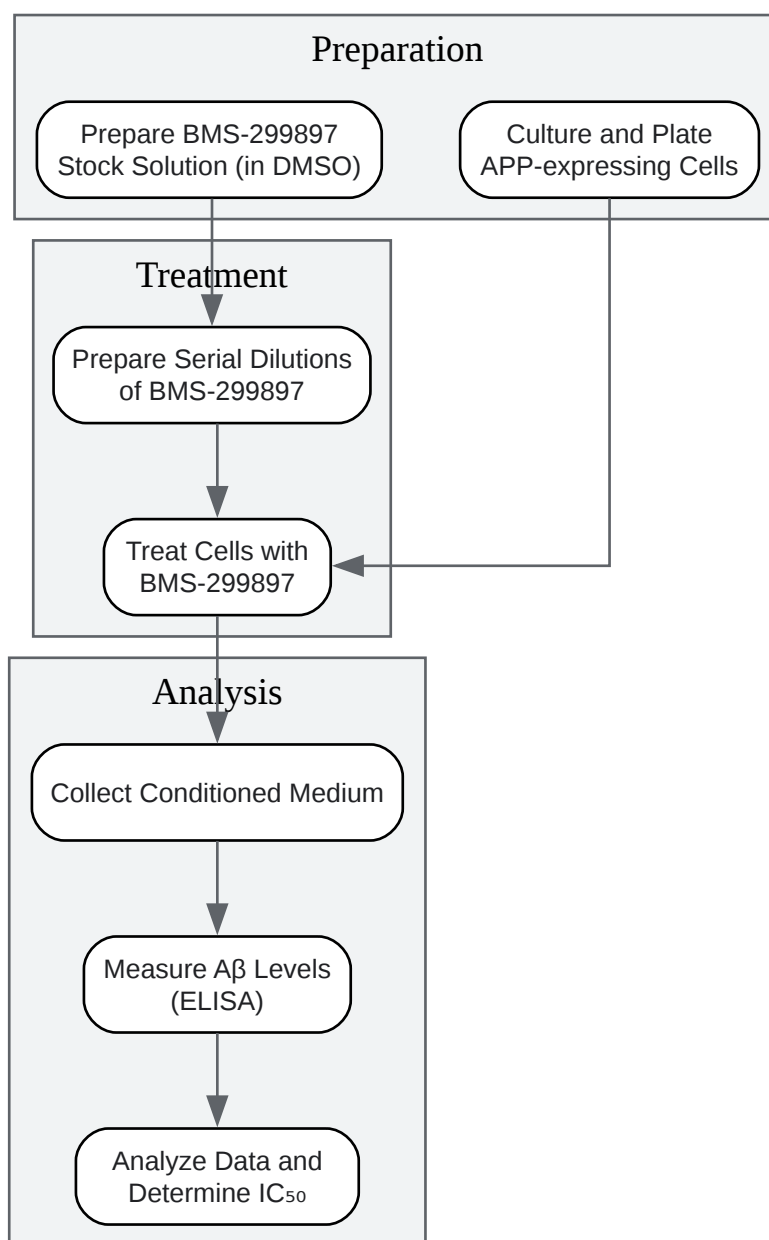 Preparation
Prepare BMS-299897
Stock Solution (in DMSO)
Culture and Plate
APP-expressing Cells
Treatment
Prepare Serial Dilutions
of BMS-299897
Treat Cells with
BMS-299897
Analysis
Collect Conditioned Medium
Measure Aβ Levels
(ELISA)
Analyze Data and
Determine IC₅₀